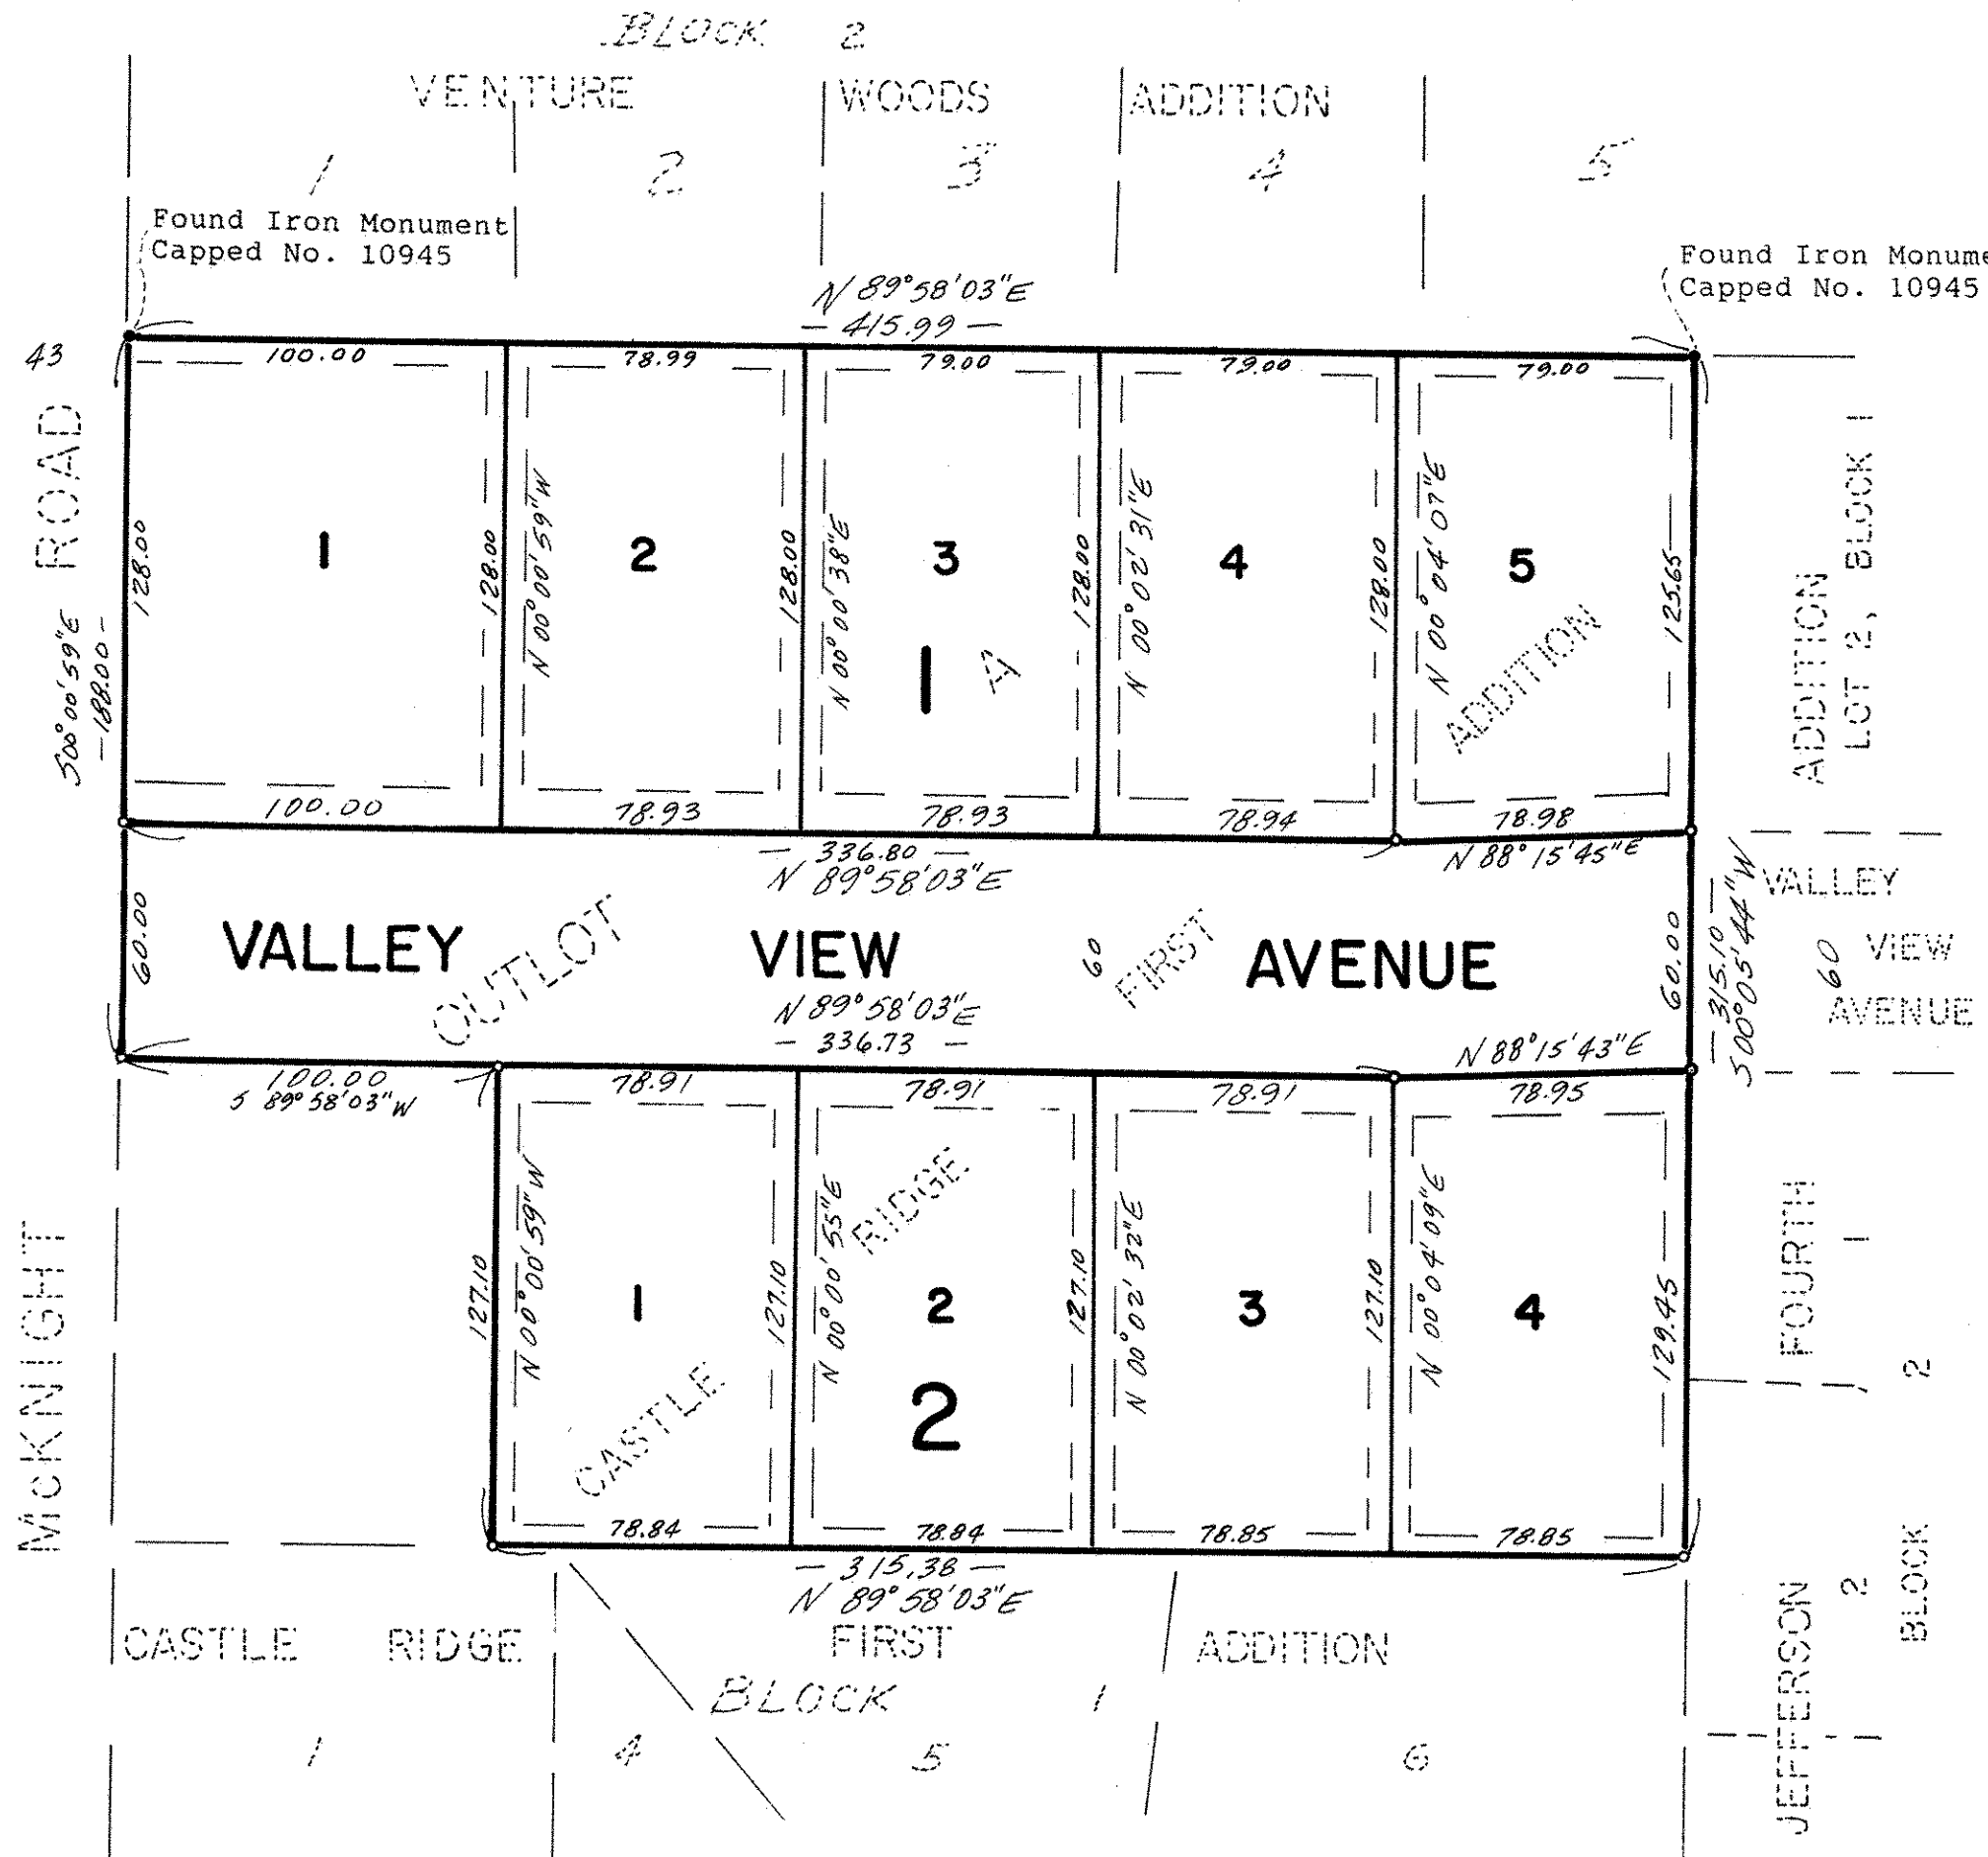 BLOCK 2
VENTURE WOODS ADDITION
1 2 3 4 5
Found Iron Monument
Capped No. 10945
Found Iron Monume
Capped No. 10945
N 89°58'03"E
— 415.99 —
43
100.00 78.99 79.00 79.00 79.00
ROAD
S00°00'59"E
—188.00—
128.00
1
128.00
N 00°00'59"W
2
128.00
N 00°00'38"E
3
1
A
128.00
N 00°02'31"E
4
128.00
N 00°04'07"E
5
ADDITION
125.65
ADDITION
LOT 2, BLOCK 1
100.00 78.93 78.93 78.94 78.98
— 336.80 —
N 89°58'03"E
N 88°15'45"E
60.00
VALLEY VIEW AVENUE
OUTLOT
60
FIRST
60.00
— 315.10 —
S 00°05'44"W
VALLEY
VIEW
AVENUE
60
N 89°58'03"E
— 336.73 —
N 88°15'43"E
100.00
S 89°58'03"W
78.91 78.91 78.91 78.95
McKNIGHT
127.10
N 00°00'59"W
1
CASTLE
127.10
N 00°00'55"E
RIDGE
2
2
127.10
N 00°02'32"E
3
127.10
N 00°04'09"E
4
129.45
FOURTH
1
2
78.84 78.84 78.85 78.85
— 315.38 —
N 89°58'03"E
CASTLE RIDGE FIRST ADDITION
BLOCK 1
1 4 5 6
JEFFERSON
2
BLOCK